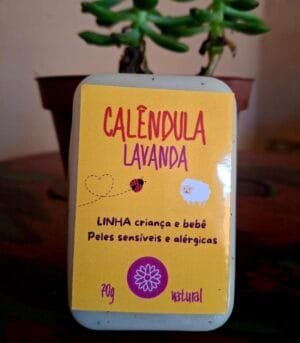 CALÊNDULA
LAVANDA
LINHA criança e bebê
Peles sensíveis e alérgicas
70g natural